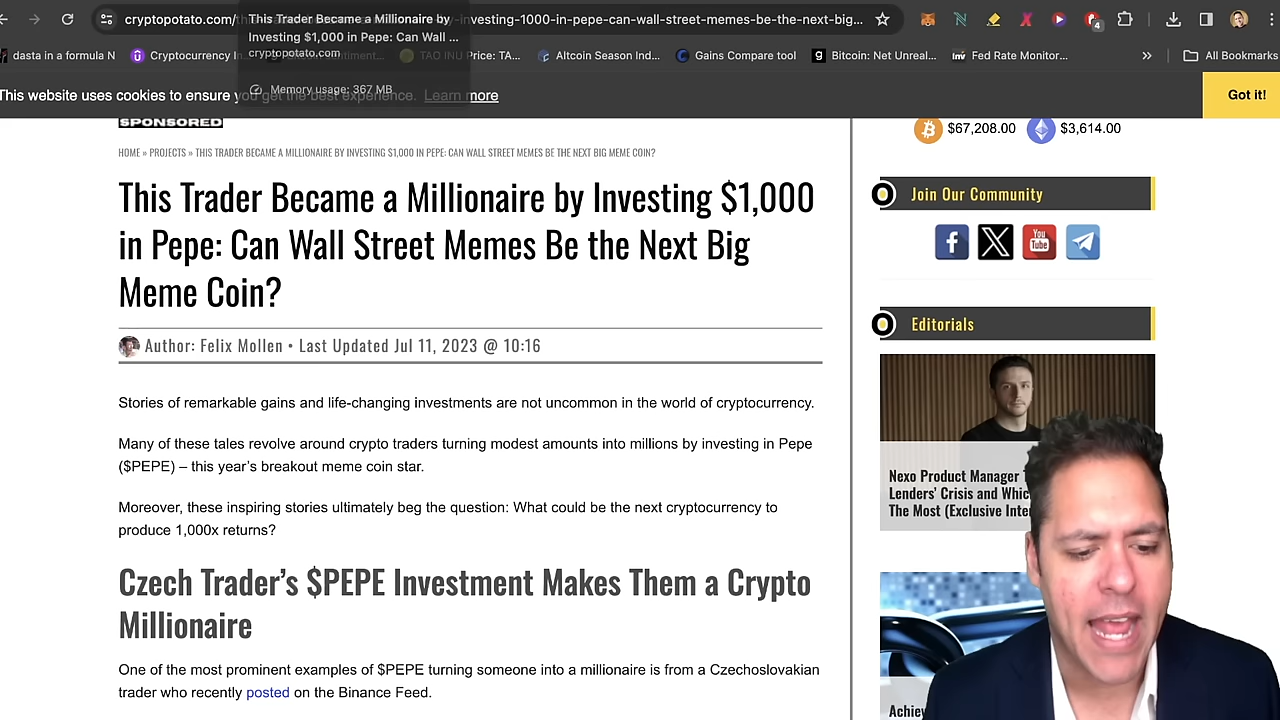 cryptopotato.com/
-investing-1000-in-pepe-can-wall-street-memes-be-the-next-big...
This Trader Became a Millionaire by
Investing $1,000 in Pepe: Can Wall ...
cryptopotato.com
Memory usage: 367 MB
4
dasta in a formula N
Cryptocurrency
TAO INU Price: TA...
Altcoin Season Ind...
Gains Compare tool
Bitcoin: Net Unreal...
Fed Rate Monitor...
»
All Bookmarks
This website uses cookies to ensure you get the best experience. Learn more
Got it!
SPONSORED
$67,208.00
$3,614.00
HOME » PROJECTS » THIS TRADER BECAME A MILLIONAIRE BY INVESTING $1,000 IN PEPE: CAN WALL STREET MEMES BE THE NEXT BIG MEME COIN?
This Trader Became a Millionaire by Investing $1,000
in Pepe: Can Wall Street Memes Be the Next Big
Meme Coin?
Author: Felix Mollen • Last Updated Jul 11, 2023 @ 10:16
Stories of remarkable gains and life-changing investments are not uncommon in the world of cryptocurrency.
Many of these tales revolve around crypto traders turning modest amounts into millions by investing in Pepe
($PEPE) – this year’s breakout meme coin star.
Moreover, these inspiring stories ultimately beg the question: What could be the next cryptocurrency to
produce 1,000x returns?
Czech Trader’s $PEPE Investment Makes Them a Crypto
Millionaire
One of the most prominent examples of $PEPE turning someone into a millionaire is from a Czechoslovakian
trader who recently posted on the Binance Feed.
Join Our Community
You
Tube
Editorials
Nexo Product Manager
Lenders’ Crisis and Whic
The Most (Exclusive Inte
Achiev